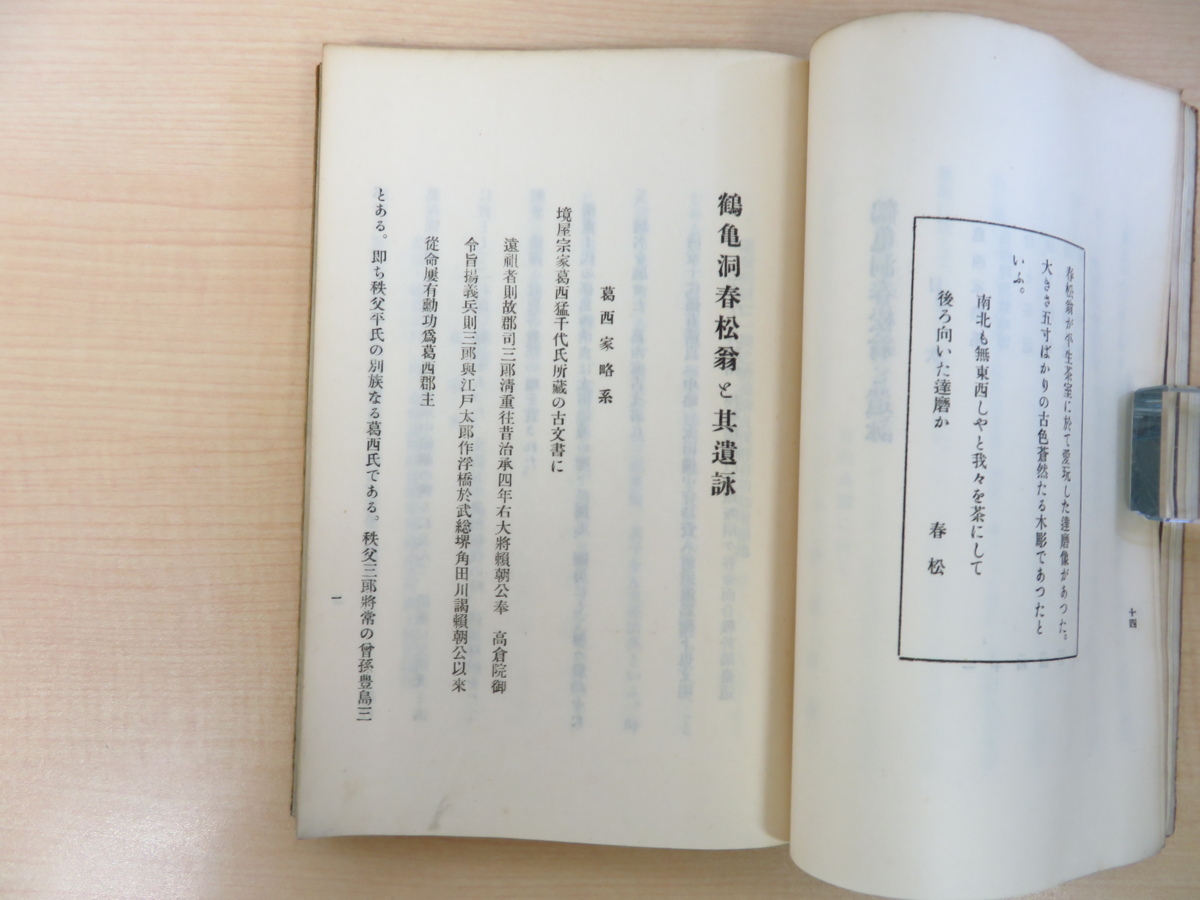 春松翁が平生茶室に於て愛玩した達磨像があつた。
大きさ五寸ばかりの古色蒼然たる木彫であつたと
いふ。
南北も無東西しやと我々を茶にして
後ろ向いた達磨か
春松
十四
鶴亀洞春松翁と其遺詠
葛西家略系
境屋宗家葛西猛千代氏所蔵の古文書に
遠祖者則故郡司三郎淸重往昔治承四年右大將賴朝公奉　高倉院御
令旨揚義兵則三郎與江戸太郎作浮橋於武総堺角田川謁賴朝公以来
從命屢有勳功爲葛西郡主
とある。即ち秩父平氏の別族なる葛西氏である。秩父三郎將常の曾孫豊島三
一